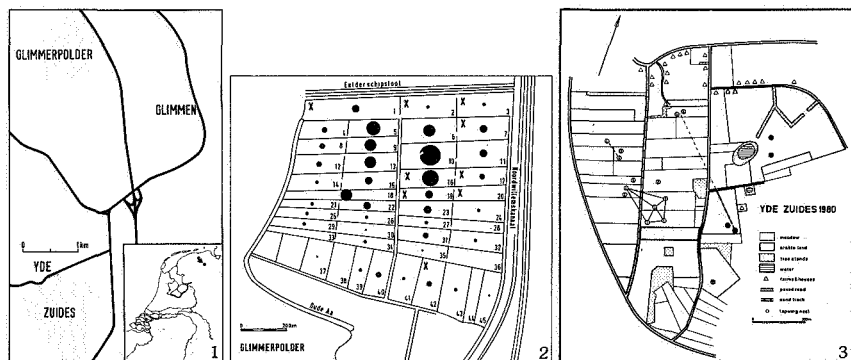 GLIMMERPOLDER
GLIMMEN
0 1km
YDE
ZUIDES
1
Eelderschipsloot
X X X
1 2 3
X
4 5 6 7
8 9 10 11
12 13
X X
14 15 16 17
X X
18 19 20
21 22 23 24
25 26 27 28
29 30 31 32
33 34 35 36
X
37 38 39 40 41 42 43 44 45
Noordwillemskanaal
Oude Aa
0 200m
GLIMMERPOLDER
2
YDE ZUIDES 1980
meadow
arable land
tree stands
water
farms/houses
paved road
sand track
lapwing nest
3